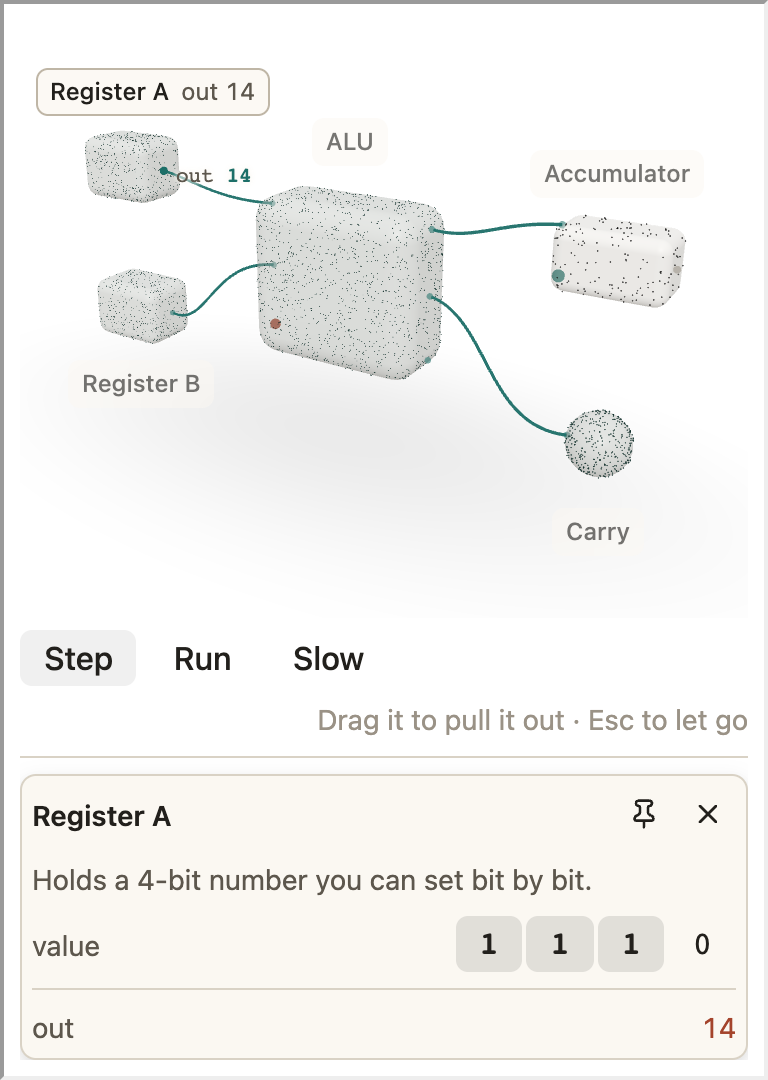 Register A out 14
ALU
out 14
Accumulator
Register B
Carry
Step Run Slow
Drag it to pull it out · Esc to let go
Register A
Holds a 4-bit number you can set bit by bit.
value 1 1 1 0
out 14